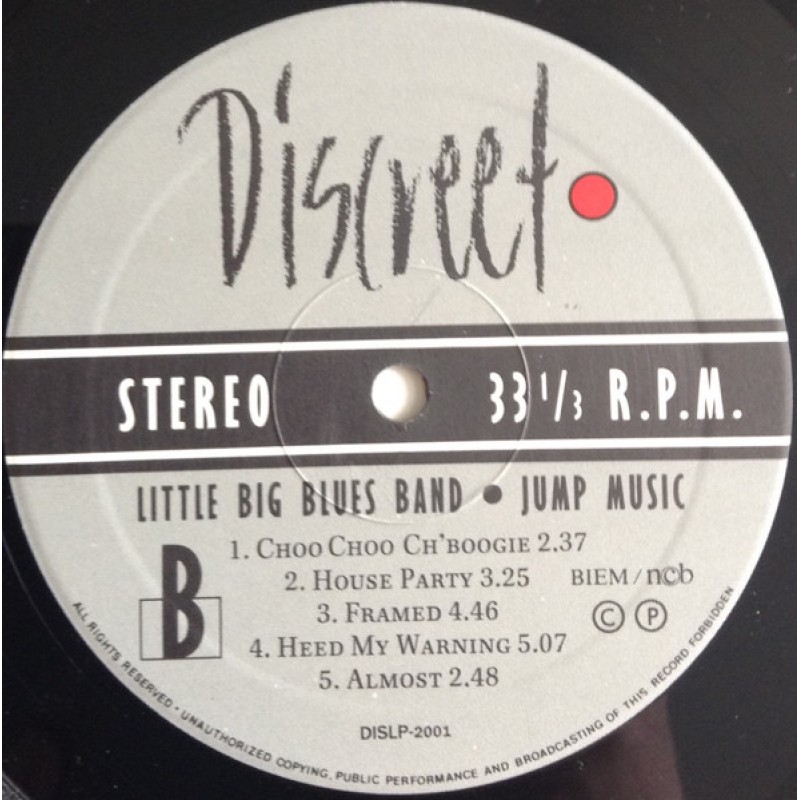 Discreet
STEREO 33 1/3 R.P.M.
LITTLE BIG BLUES BAND • JUMP MUSIC
B
1. CHOO CHOO CH'BOOGIE 2.37
2. HOUSE PARTY 3.25
BIEM/ncb
3. FRAMED 4.46
© ℗
4. HEED MY WARNING 5.07
5. ALMOST 2.48
DISLP-2001
ALL RIGHTS RESERVED - UNAUTHORIZED COPYING, PUBLIC PERFORMANCE AND BROADCASTING OF THIS RECORD FORBIDDEN